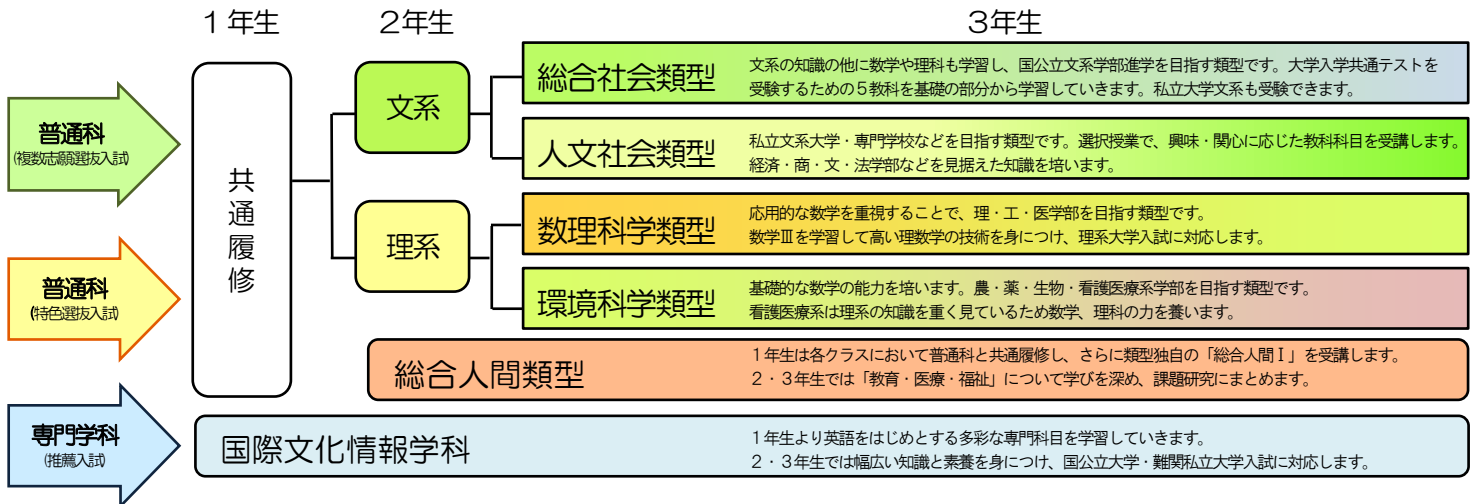 1年生
2年生
3年生
普通科
(複数志願選抜入試)
普通科
(特色選抜入試)
専門学科
(推薦入試)
共通履修
文系
理系
総合社会類型
文系の知識の他に数学や理科も学習し、国公立文系学部進学を目指す類型です。大学入学共通テストを
受験するための5教科を基礎の部分から学習していきます。私立大学文系も受験できます。
人文社会類型
私立文系大学・専門学校などを目指す類型です。選択授業で、興味・関心に応じた教科科目を受講します。
経済・商・文・法学部などを見据えた知識を培います。
数理科学類型
応用的な数学を重視することで、理・工・医学部を目指す類型です。
数学Ⅲを学習して高い理数学の技術を身につけ、理系大学入試に対応します。
環境科学類型
基礎的な数学の能力を培います。農・薬・生物・看護医療系学部を目指す類型です。
看護医療系は理系の知識を重く見ているため数学、理科の力を養います。
総合人間類型
1年生は各クラスにおいて普通科と共通履修し、さらに類型独自の「総合人間Ⅰ」を受講します。
2・3年生では「教育・医療・福祉」について学びを深め、課題研究にまとめます。
国際文化情報学科
1年生より英語をはじめとする多彩な専門科目を学習していきます。
2・3年生では幅広い知識と素養を身につけ、国公立大学・難関私立大学入試に対応します。